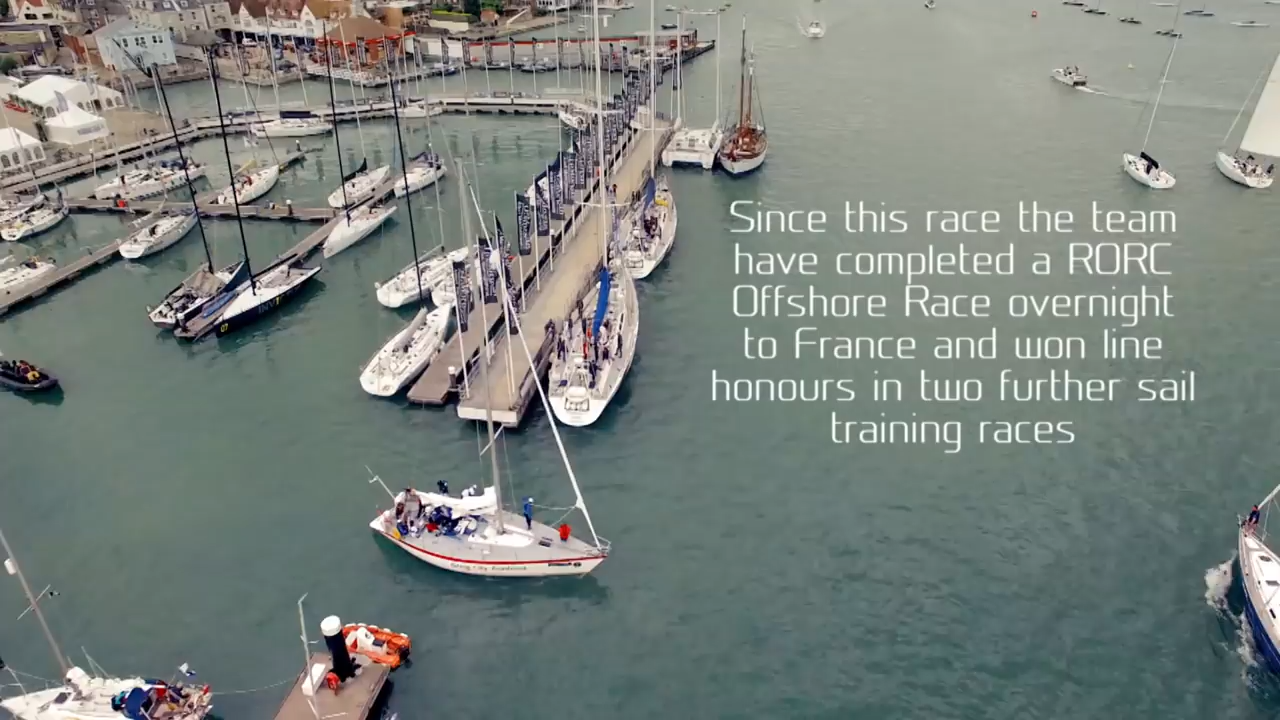 Since this race the team
have completed a RORC
Offshore Race overnight
to France and won line
honours in two further sail
training races